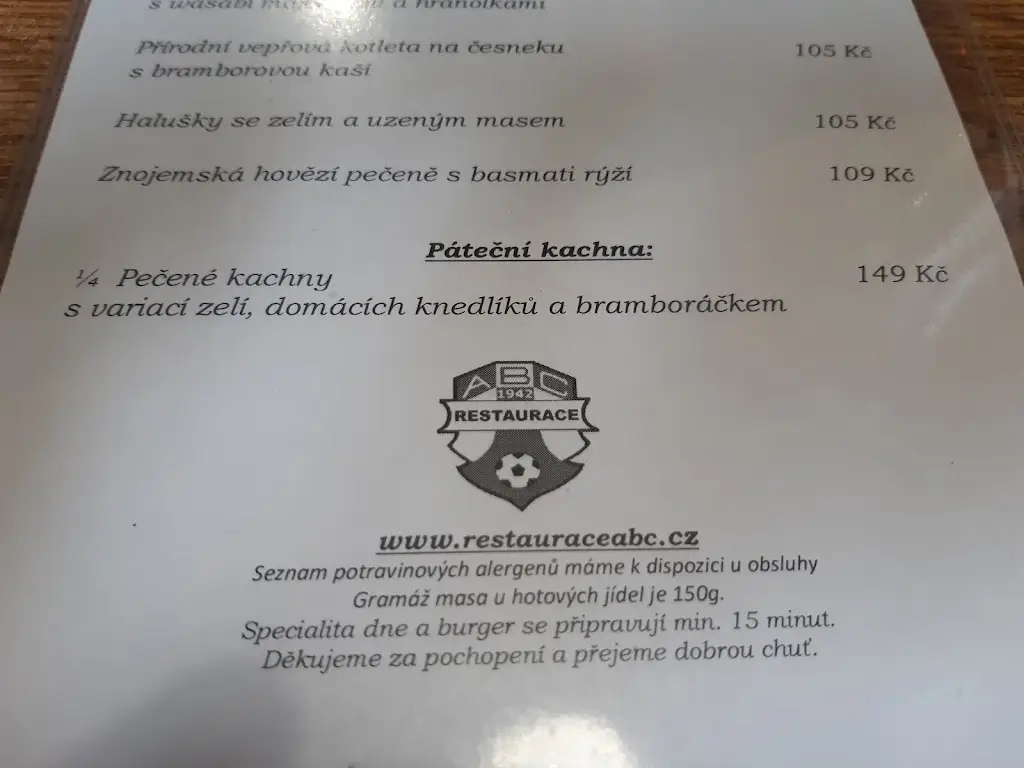 s wasabi a hranolkami
Přírodní vepřová kotleta na česneku 105 Kč
s bramborovou kaší
Halušky se zelím a uzeným masem 105 Kč
Znojemská hovězí pečeně s basmati rýží 109 Kč
Páteční kachna:
¼ Pečené kachny 149 Kč
s variací zelí, domácích knedlíků a bramboráčkem
ABC
1942
RESTAURACE
www.restauraceabc.cz
Seznam potravinových alergenů máme k dispozici u obsluhy
Gramáž masa u hotových jídel je 150g.
Specialita dne a burger se připravují min. 15 minut.
Děkujeme za pochopení a přejeme dobrou chuť.